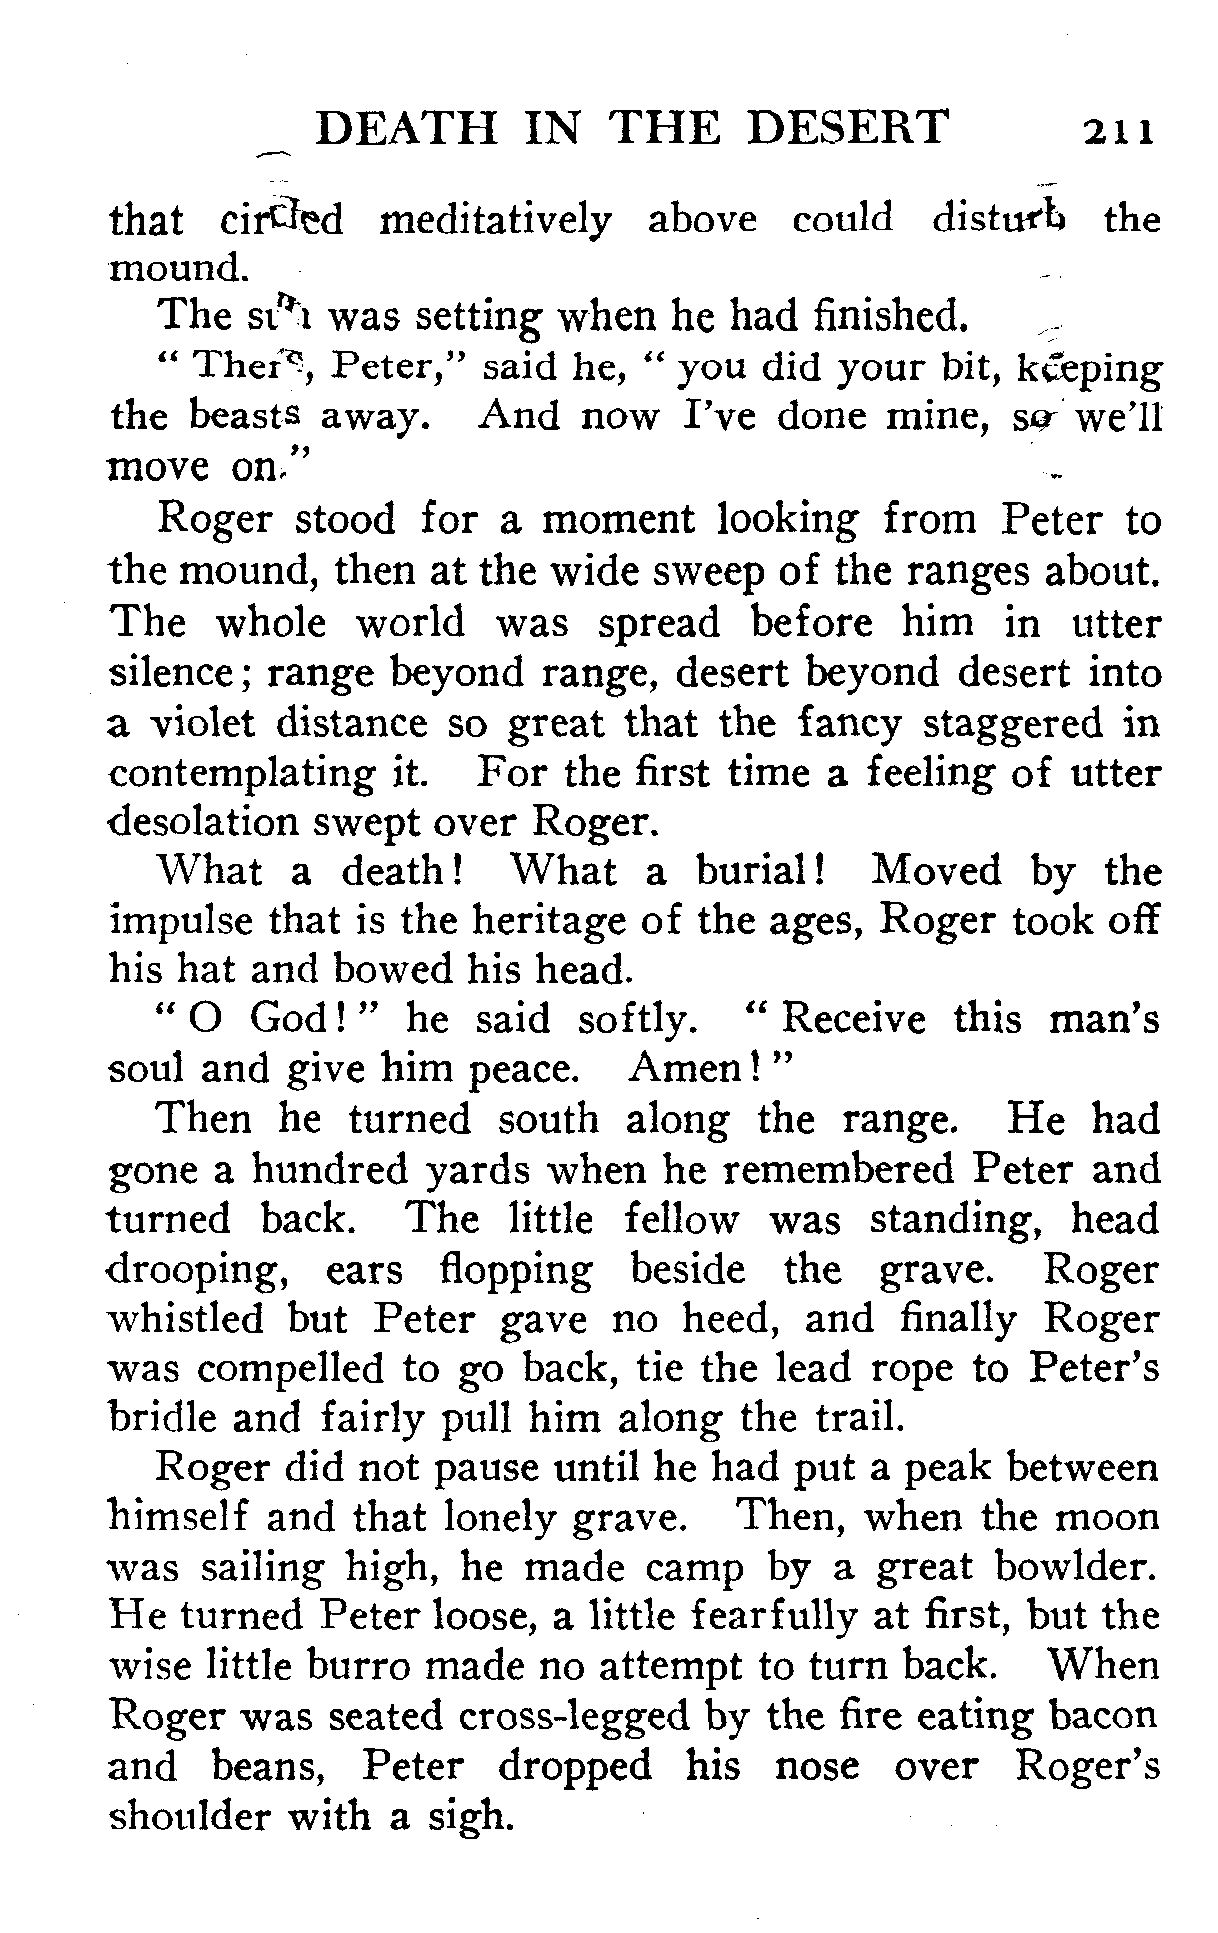 DEATH IN THE DESERT 211
that circled meditatively above could disturb the
mound.
The sun was setting when he had finished.
" There, Peter," said he, " you did your bit, keeping
the beasts away. And now I've done mine, so we'll
move on."
Roger stood for a moment looking from Peter to
the mound, then at the wide sweep of the ranges about.
The whole world was spread before him in utter
silence; range beyond range, desert beyond desert into
a violet distance so great that the fancy staggered in
contemplating it. For the first time a feeling of utter
desolation swept over Roger.
What a death! What a burial! Moved by the
impulse that is the heritage of the ages, Roger took off
his hat and bowed his head.
" O God! " he said softly. " Receive this man's
soul and give him peace. Amen! "
Then he turned south along the range. He had
gone a hundred yards when he remembered Peter and
turned back. The little fellow was standing, head
drooping, ears flopping beside the grave. Roger
whistled but Peter gave no heed, and finally Roger
was compelled to go back, tie the lead rope to Peter's
bridle and fairly pull him along the trail.
Roger did not pause until he had put a peak between
himself and that lonely grave. Then, when the moon
was sailing high, he made camp by a great bowlder.
He turned Peter loose, a little fearfully at first, but the
wise little burro made no attempt to turn back. When
Roger was seated cross-legged by the fire eating bacon
and beans, Peter dropped his nose over Roger's
shoulder with a sigh.